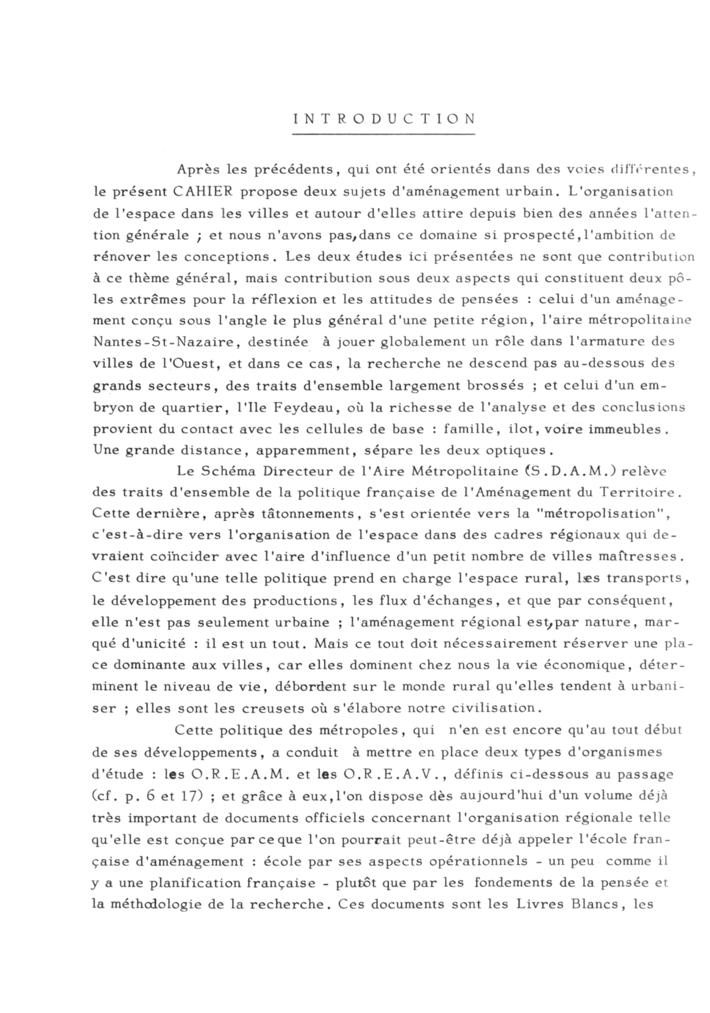 INTRODUCTION
Après les précédents, qui ont été orientés dans des voies différentes,
le présent CAHIER propose deux sujets d'aménagement urbain. L'organisation
de l'espace dans les villes et autour d'elles attire depuis bien des années l'atten-
tion générale ; et nous n'avons pas, dans ce domaine si prospecté, l'ambition de
rénover les conceptions. Les deux études ici présentées ne sont que contribution
à ce thème général, mais contribution sous deux aspects qui constituent deux pô-
les extrêmes pour la réflexion et les attitudes de pensées : celui d'un aménage-
ment conçu sous l'angle le plus général d'une petite région, l'aire métropolitaine
Nantes-St-Nazaire, destinée à jouer globalement un rôle dans l'armature des
villes de l'Ouest, et dans ce cas, la recherche ne descend pas au-dessous des
grands secteurs, des traits d'ensemble largement brossés ; et celui d'un em-
bryon de quartier, l'Ile Feydeau, où la richesse de l'analyse et des conclusions
provient du contact avec les cellules de base : famille, ilot, voire immeubles.
Une grande distance, apparemment, sépare les deux optiques.
Le Schéma Directeur de l'Aire Métropolitaine (S.D.A.M.) relève
des traits d'ensemble de la politique française de l'Aménagement du Territoire.
Cette dernière, après tâtonnements, s'est orientée vers la "métropolisation",
c'est-à-dire vers l'organisation de l'espace dans des cadres régionaux qui de-
vraient coïncider avec l'aire d'influence d'un petit nombre de villes maîtresses.
C'est dire qu'une telle politique prend en charge l'espace rural, les transports,
le développement des productions, les flux d'échanges, et que par conséquent,
elle n'est pas seulement urbaine ; l'aménagement régional est, par nature, mar-
qué d'unicité : il est un tout. Mais ce tout doit nécessairement réserver une pla-
ce dominante aux villes, car elles dominent chez nous la vie économique, déter-
minent le niveau de vie, débordent sur le monde rural qu'elles tendent à urbani-
ser ; elles sont les creusets où s'élabore notre civilisation.
Cette politique des métropoles, qui n'en est encore qu'au tout début
de ses développements, a conduit à mettre en place deux types d'organismes
d'étude : les O.R.E.A.M. et les O.R.E.A.V., définis ci-dessous au passage
(cf. p. 6 et 17) ; et grâce à eux, l'on dispose dès aujourd'hui d'un volume déjà
très important de documents officiels concernant l'organisation régionale telle
qu'elle est conçue par ce que l'on pourrait peut-être déjà appeler l'école fran-
çaise d'aménagement : école par ses aspects opérationnels - un peu comme il
y a une planification française - plutôt que par les fondements de la pensée et
la méthodologie de la recherche. Ces documents sont les Livres Blancs, les